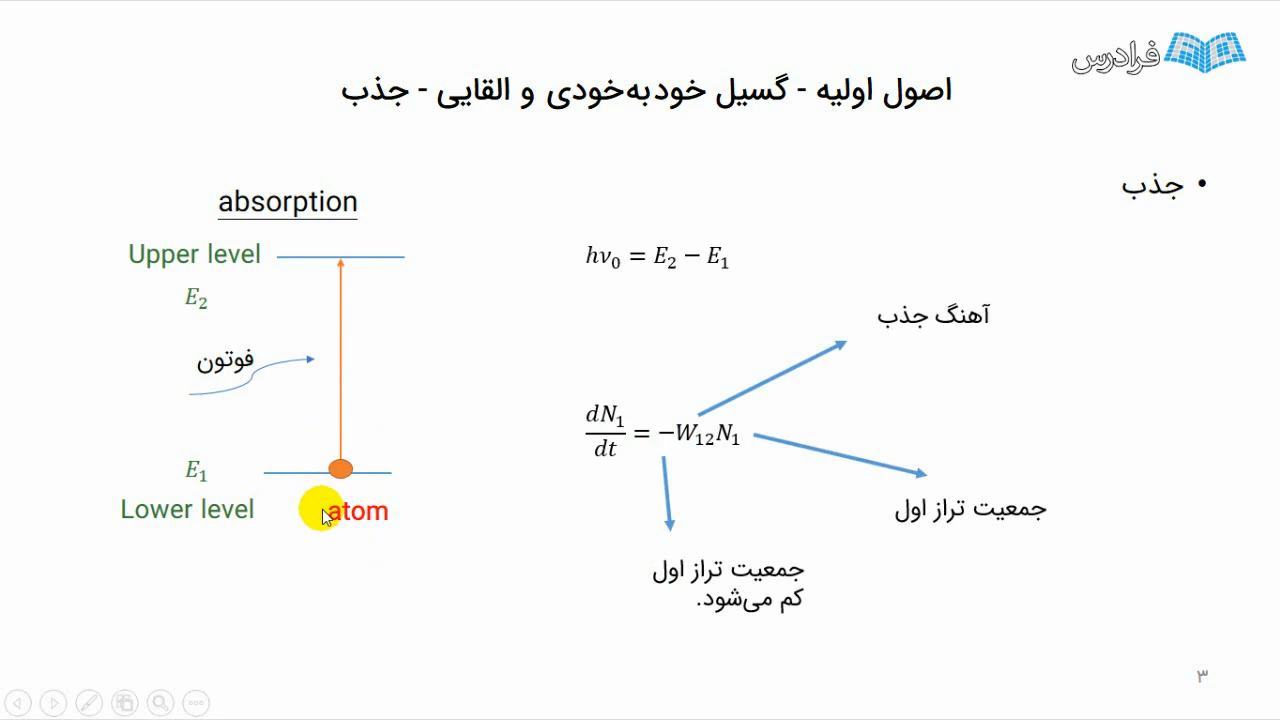 فرادرس
اصول اولیه - گسیل خودبه‌خودی و القایی - جذب
• جذب
absorption
Upper level
E₂
فوتون
E₁
Lower level
atom
hν₀ = E₂ − E₁
آهنگ جذب
dN₁/dt = −W₁₂N₁
جمعیت تراز اول
جمعیت تراز اول
کم می‌شود.
۳